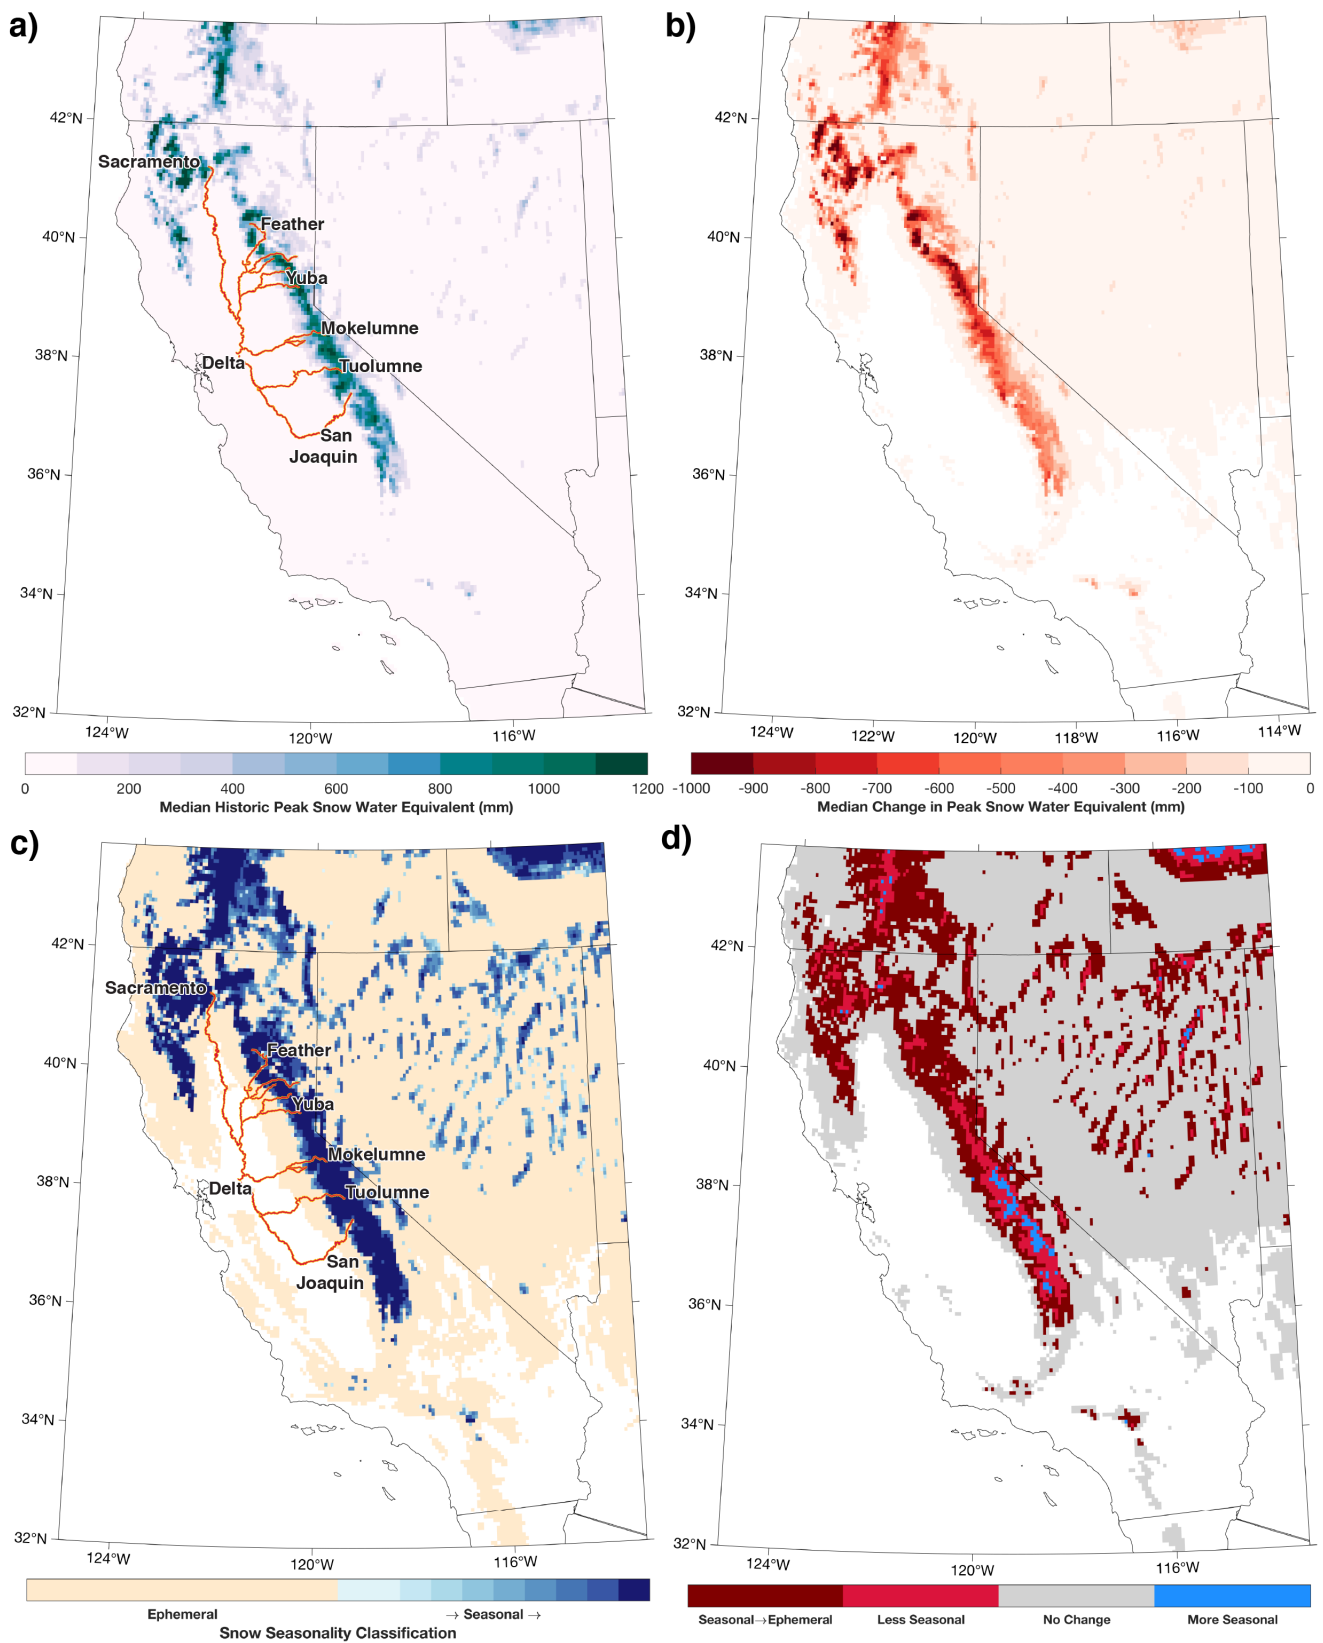 a)
42°N
40°N
38°N
36°N
34°N
32°N
Sacramento
Feather
Yuba
Mokelumne
Delta
Tuolumne
San
Joaquin
124°W
120°W
116°W
0
200
400
600
800
1000
1200
Median Historic Peak Snow Water Equivalent (mm)
b)
42°N
40°N
38°N
36°N
34°N
32°N
124°W
122°W
120°W
118°W
116°W
114°W
-1000
-900
-800
-700
-600
-500
-400
-300
-200
-100
0
Median Change in Peak Snow Water Equivalent (mm)
c)
42°N
40°N
38°N
36°N
34°N
32°N
Sacramento
Feather
Yuba
Mokelumne
Delta
Tuolumne
San
Joaquin
124°W
120°W
116°W
Ephemeral
→ Seasonal →
Snow Seasonality Classification
d)
42°N
40°N
38°N
36°N
34°N
32°N
124°W
120°W
116°W
Seasonal→Ephemeral
Less Seasonal
No Change
More Seasonal